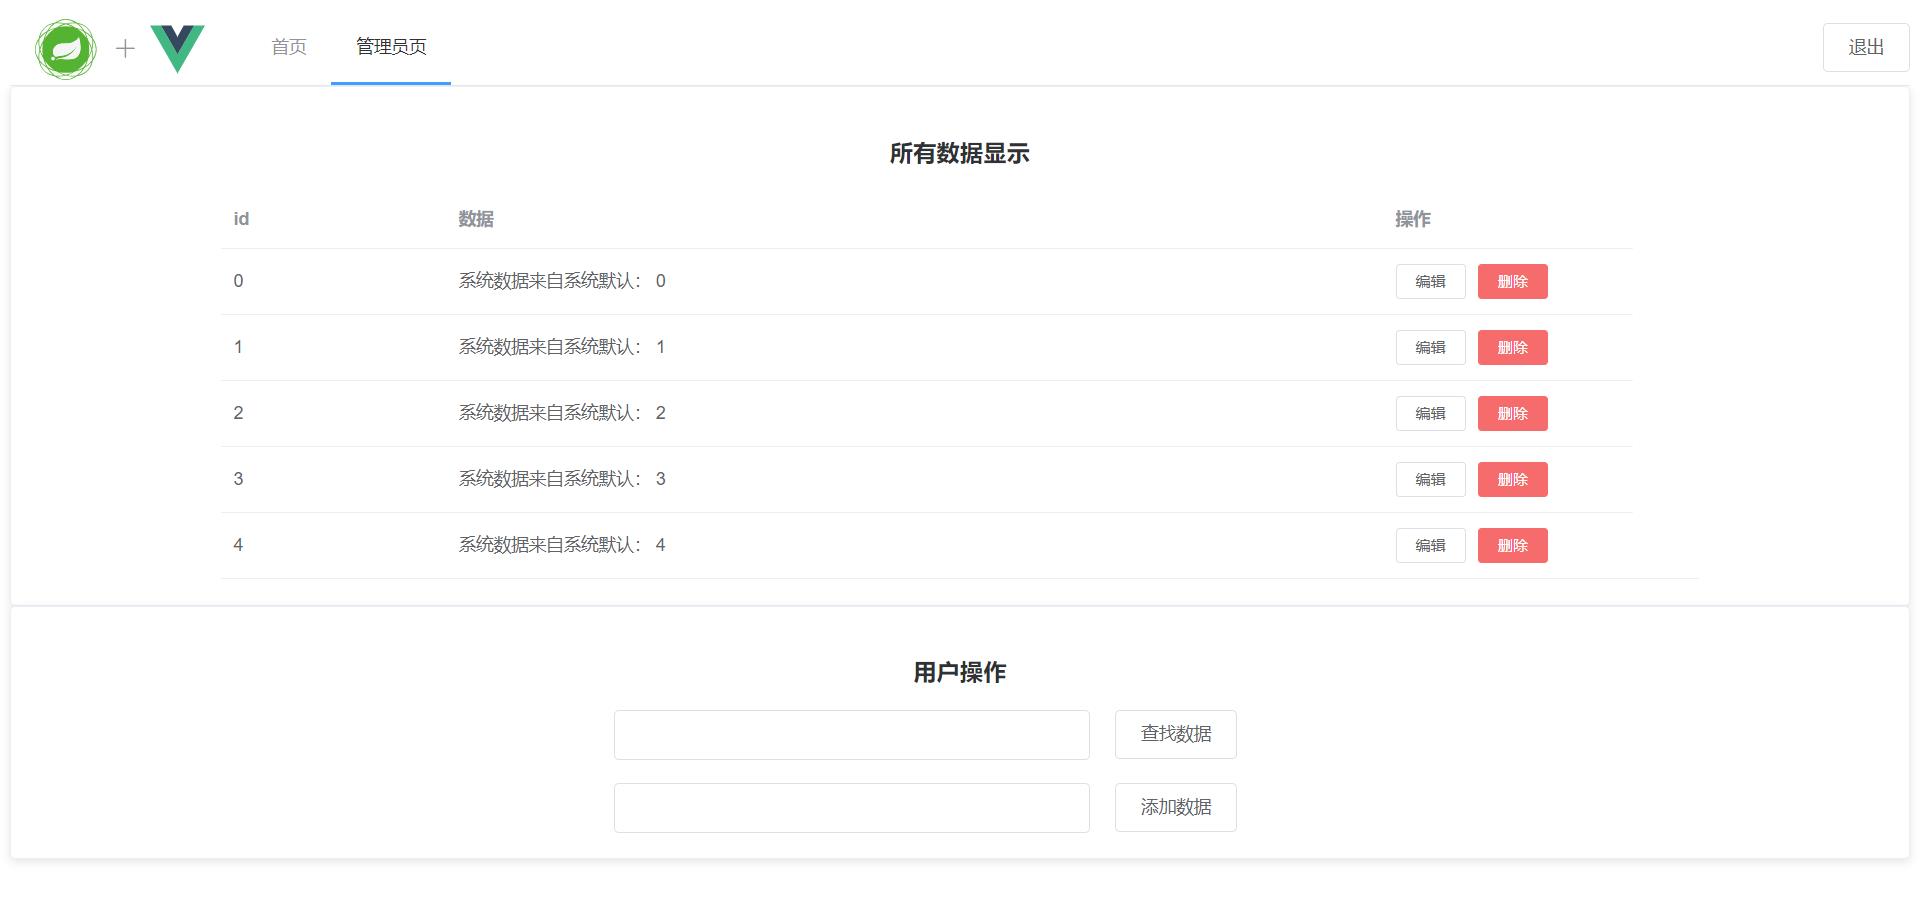 首页 管理员页 退出
所有数据显示
id 数据 操作
0 系统数据来自系统默认： 0 编辑 删除
1 系统数据来自系统默认： 1 编辑 删除
2 系统数据来自系统默认： 2 编辑 删除
3 系统数据来自系统默认： 3 编辑 删除
4 系统数据来自系统默认： 4 编辑 删除
用户操作
查找数据
添加数据